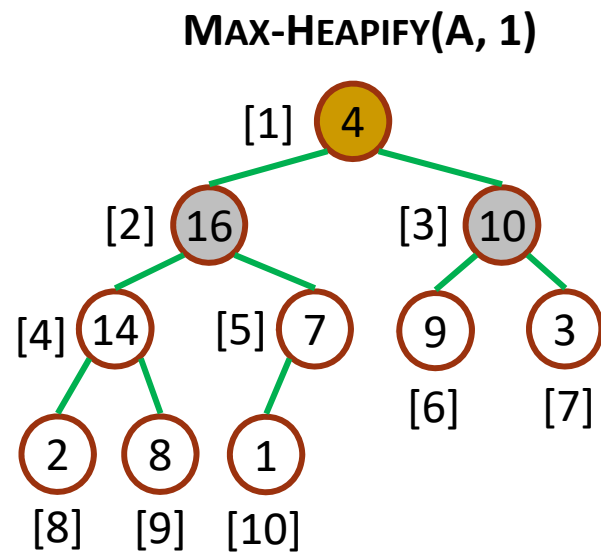 MAX-HEAPIFY(A, 1)
[1] 4
[2] 16 [3] 10
[4] 14 [5] 7 9 3
[6] [7]
2 8 1
[8] [9] [10]